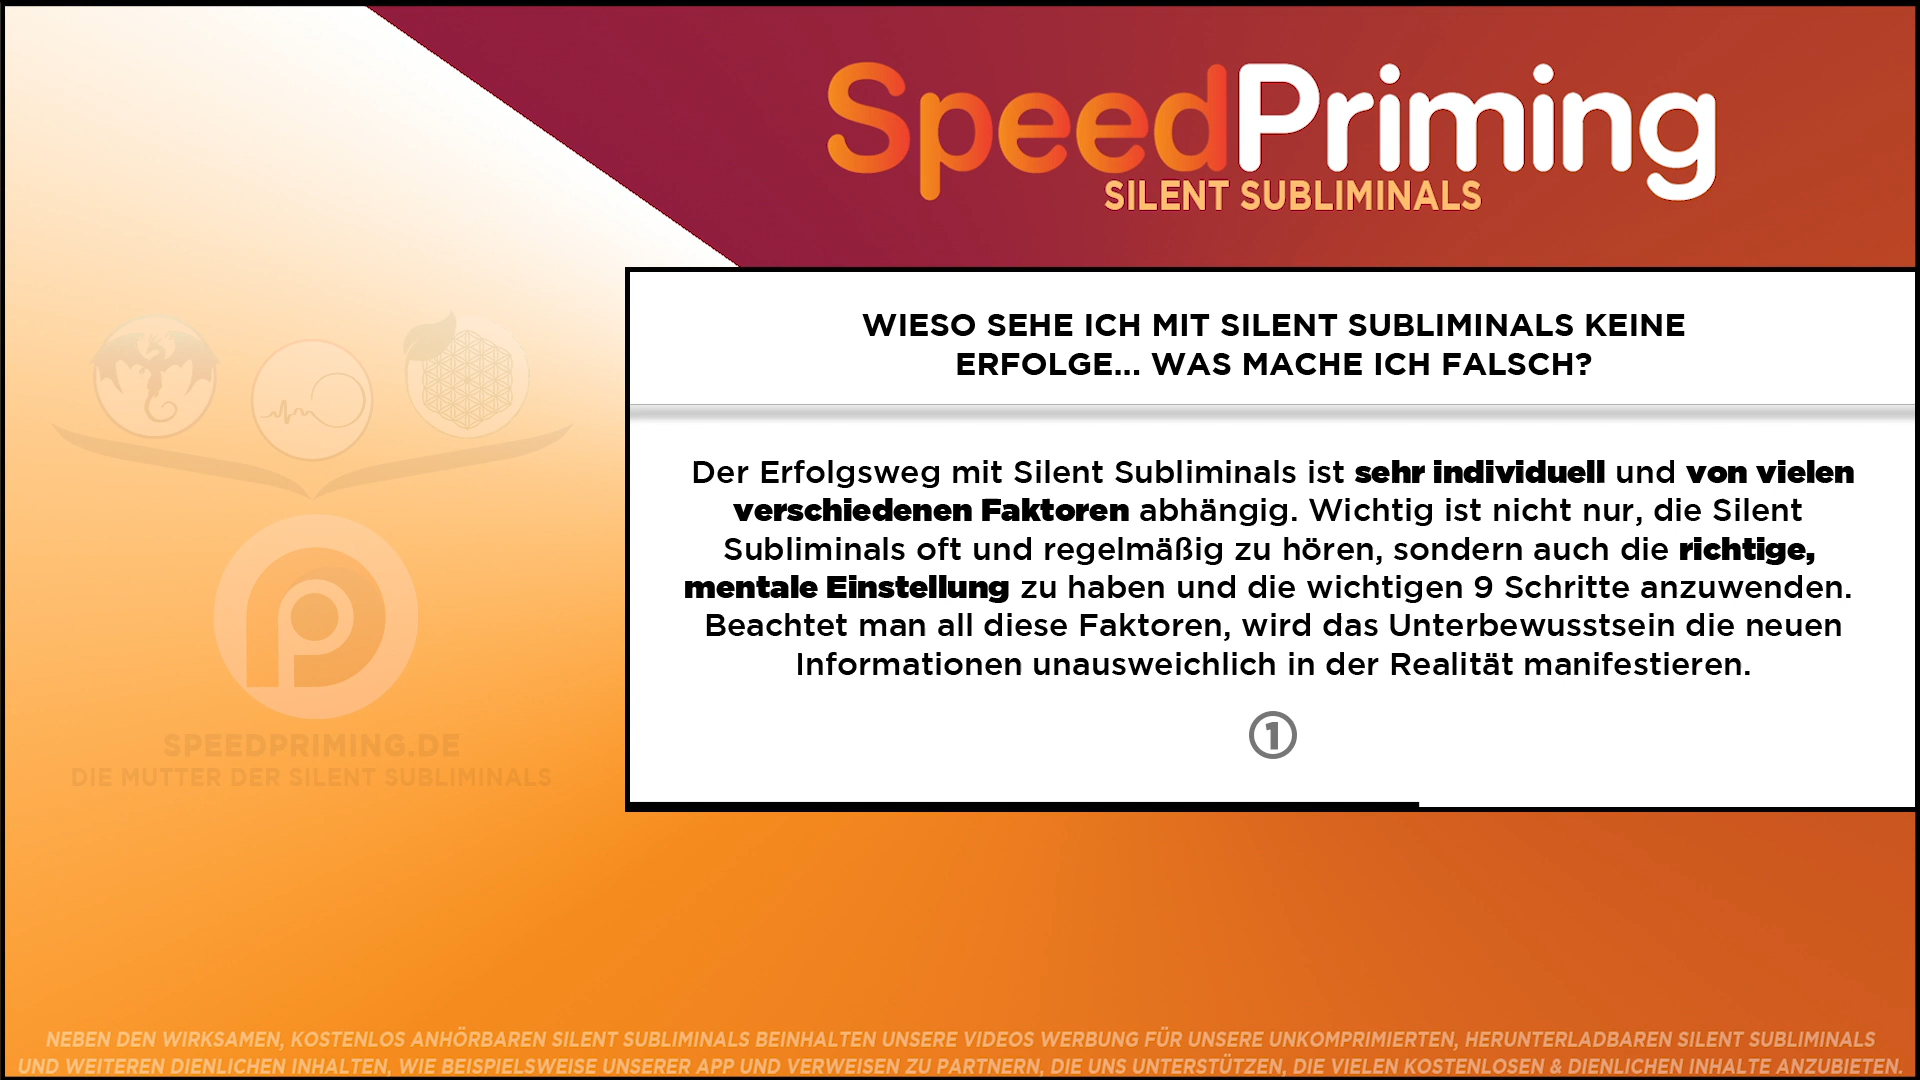 SpeedPriming
SILENT SUBLIMINALS
WIESO SEHE ICH MIT SILENT SUBLIMINALS KEINE
ERFOLGE... WAS MACHE ICH FALSCH?
Der Erfolgsweg mit Silent Subliminals ist sehr individuell und von vielen
verschiedenen Faktoren abhängig. Wichtig ist nicht nur, die Silent
Subliminals oft und regelmäßig zu hören, sondern auch die richtige,
mentale Einstellung zu haben und die wichtigen 9 Schritte anzuwenden.
Beachtet man all diese Faktoren, wird das Unterbewusstsein die neuen
Informationen unausweichlich in der Realität manifestieren.
①
SPEEDPRIMING.DE
DIE MUTTER DER SILENT SUBLIMINALS
NEBEN DEN WIRKSAMEN, KOSTENLOS ANHÖRBAREN SILENT SUBLIMINALS BEINHALTEN UNSERE VIDEOS WERBUNG FÜR UNSERE UNKOMPRIMIERTEN, HERUNTERLADBAREN SILENT SUBLIMINALS
UND WEITEREN DIENLICHEN INHALTEN, WIE BEISPIELSWEISE UNSERER APP UND VERWEISEN ZU PARTNERN, DIE UNS UNTERSTÜTZEN, DIE VIELEN KOSTENLOSEN & DIENLICHEN INHALTE ANZUBIETEN.